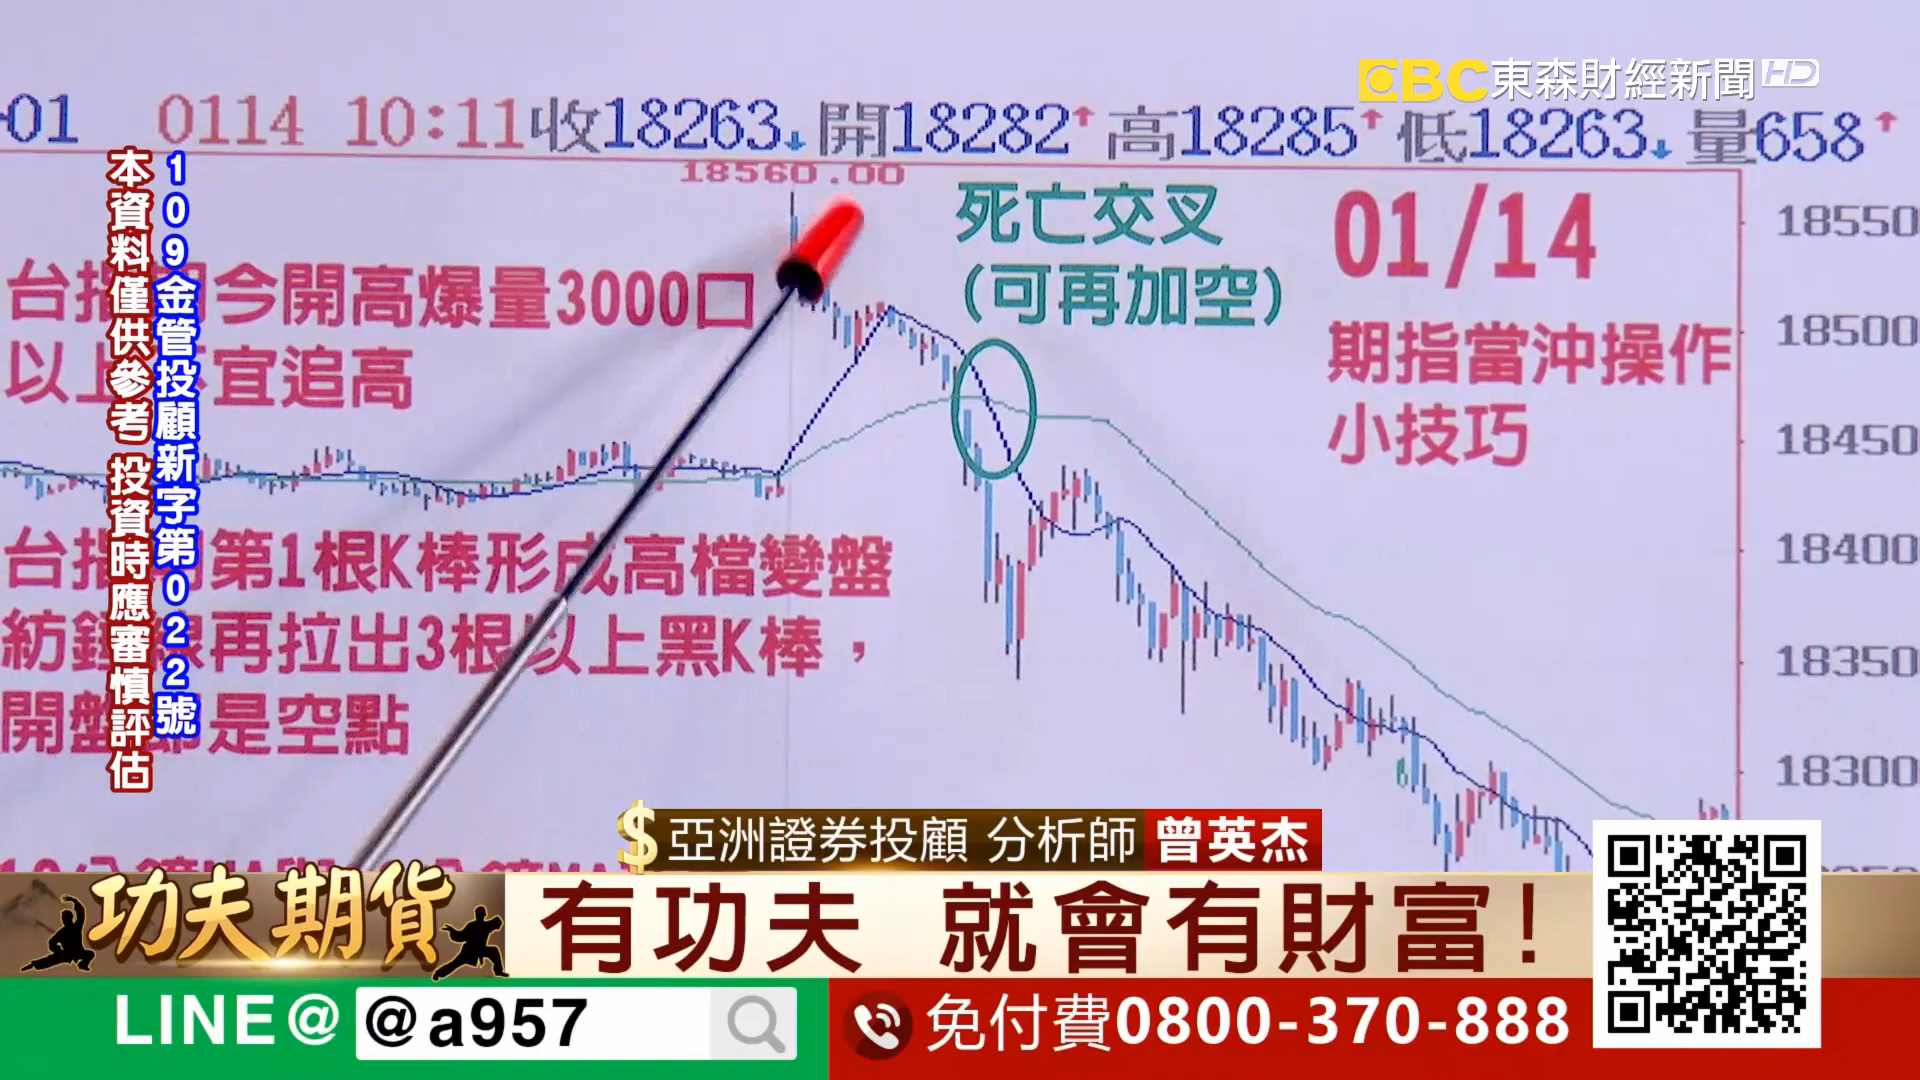 EBC東森財經新聞HD
01 0114 10:11收18263↓開18282↑高18285↑低18263↓量658↑
18560.00
死亡交叉
(可再加空)
01/14
期指當沖操作
小技巧
18550
18500
18450
18400
18350
18300
今開高爆量3000口
以上不宜追高
第1根K棒形成高檔變盤
再拉出3根以上黑K棒，
是空點
109金管投顧新字第022號
本資料僅供參考 投資時應審慎評估
$亞洲證券投顧 分析師 曾英杰
功夫期貨
有功夫 就會有財富!
LINE@ @a957
免付費0800-370-888